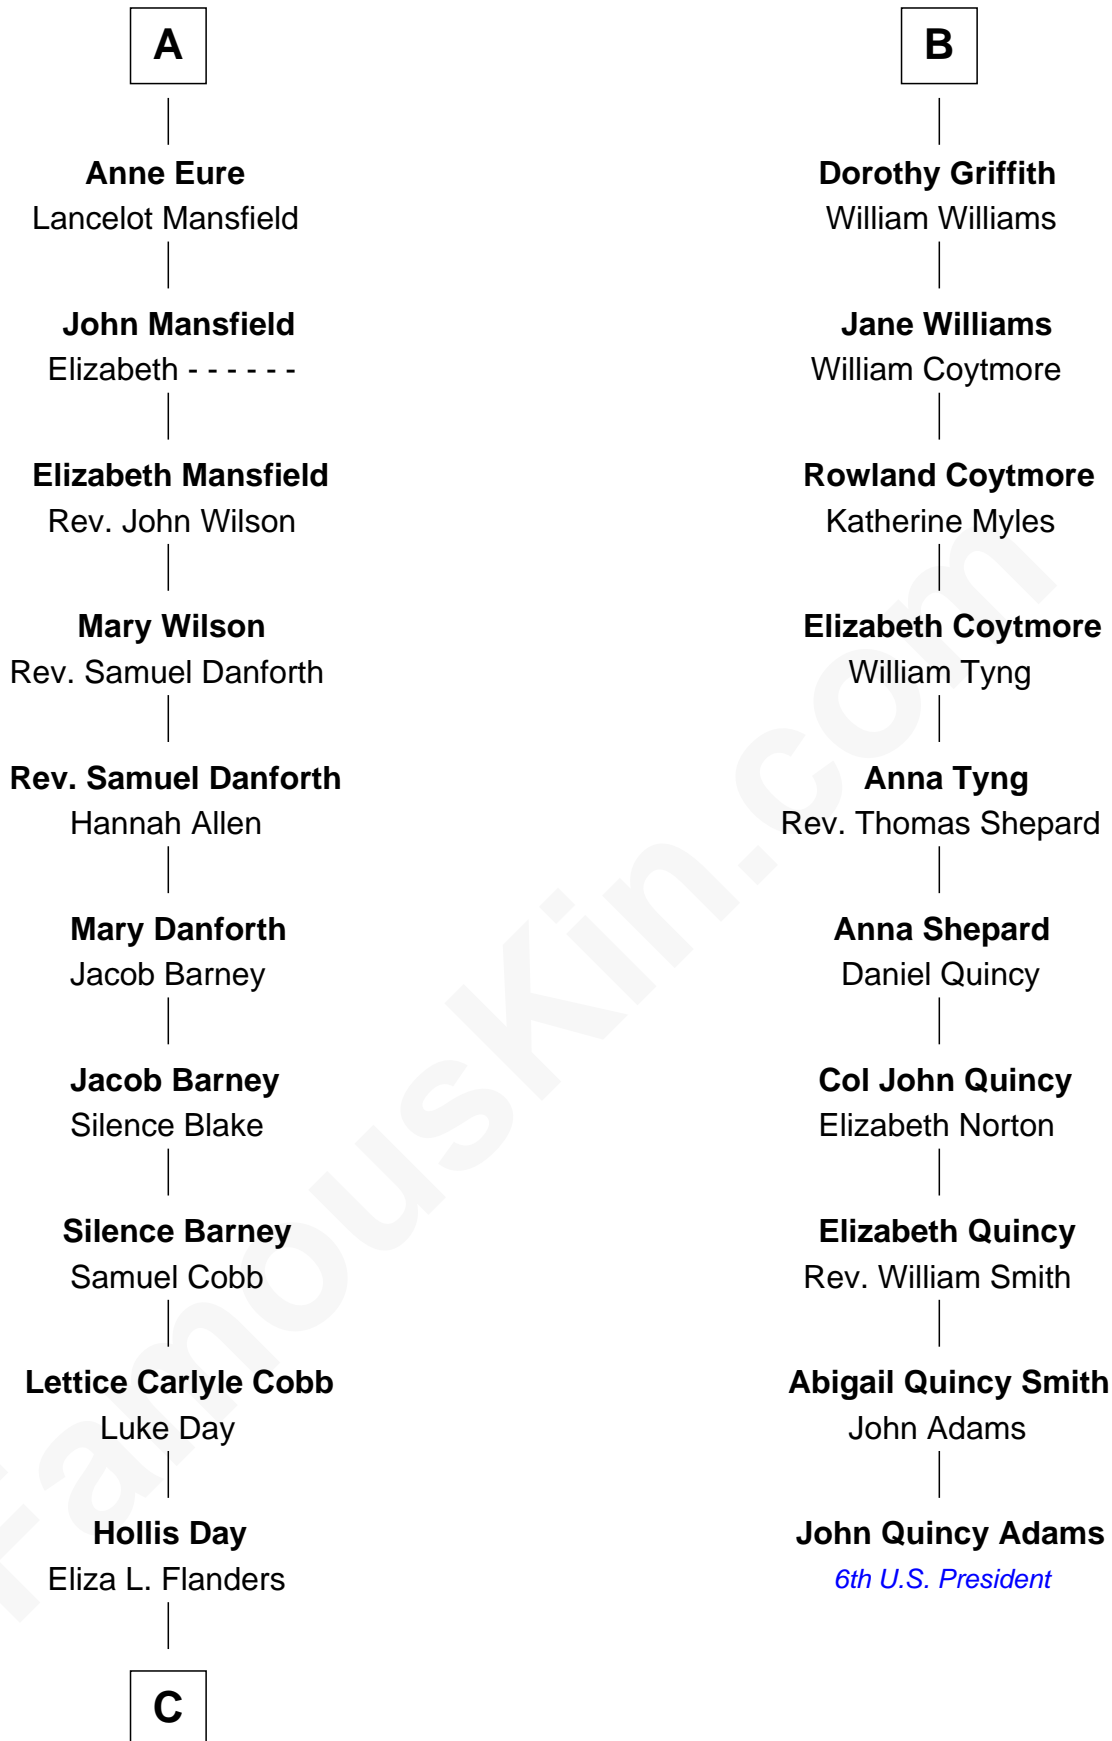 A
Anne Eure
Lancelot Mansfield
John Mansfield
Elizabeth - - - - - -
Elizabeth Mansfield
Rev. John Wilson
Mary Wilson
Rev. Samuel Danforth
Rev. Samuel Danforth
Hannah Allen
Mary Danforth
Jacob Barney
Jacob Barney
Silence Blake
Silence Barney
Samuel Cobb
Lettice Carlyle Cobb
Luke Day
Hollis Day
Eliza L. Flanders
C
B
Dorothy Griffith
William Williams
Jane Williams
William Coytmore
Rowland Coytmore
Katherine Myles
Elizabeth Coytmore
William Tyng
Anna Tyng
Rev. Thomas Shepard
Anna Shepard
Daniel Quincy
Col John Quincy
Elizabeth Norton
Elizabeth Quincy
Rev. William Smith
Abigail Quincy Smith
John Adams
John Quincy Adams
6th U.S. President
FamousKin.com